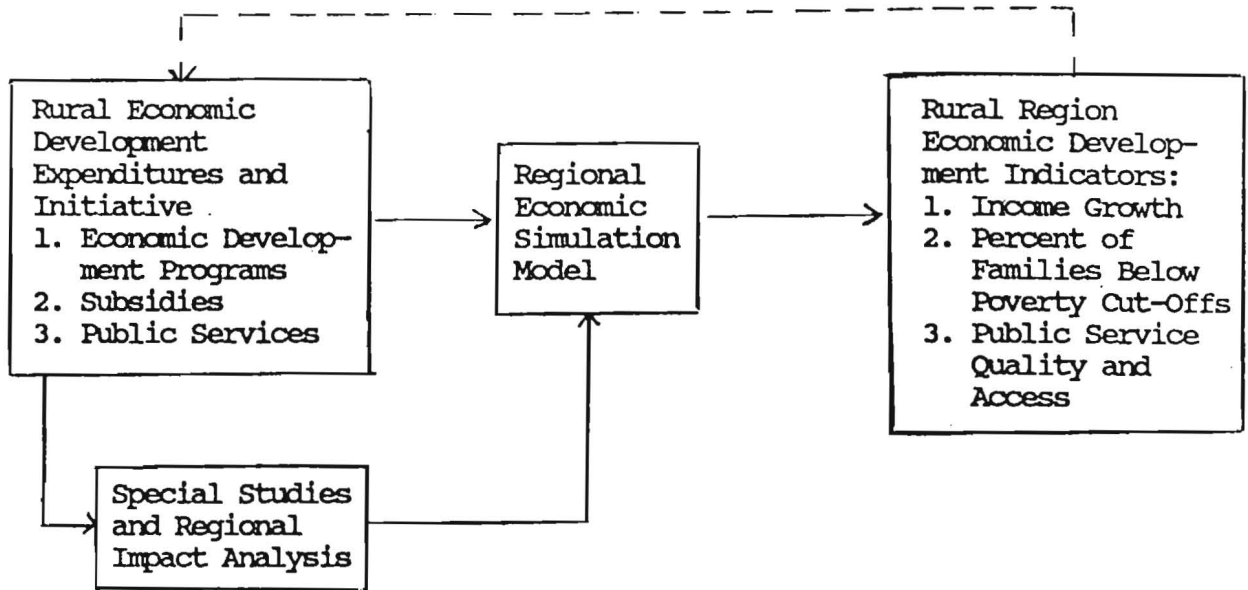 Rural Economic
Development
Expenditures and
Initiative
1. Economic Develop-
ment Programs
2. Subsidies
3. Public Services
Regional
Economic
Simulation
Model
Rural Region
Economic Develop-
ment Indicators:
1. Income Growth
2. Percent of
Families Below
Poverty Cut-Offs
3. Public Service
Quality and
Access
Special Studies
and Regional
Impact Analysis